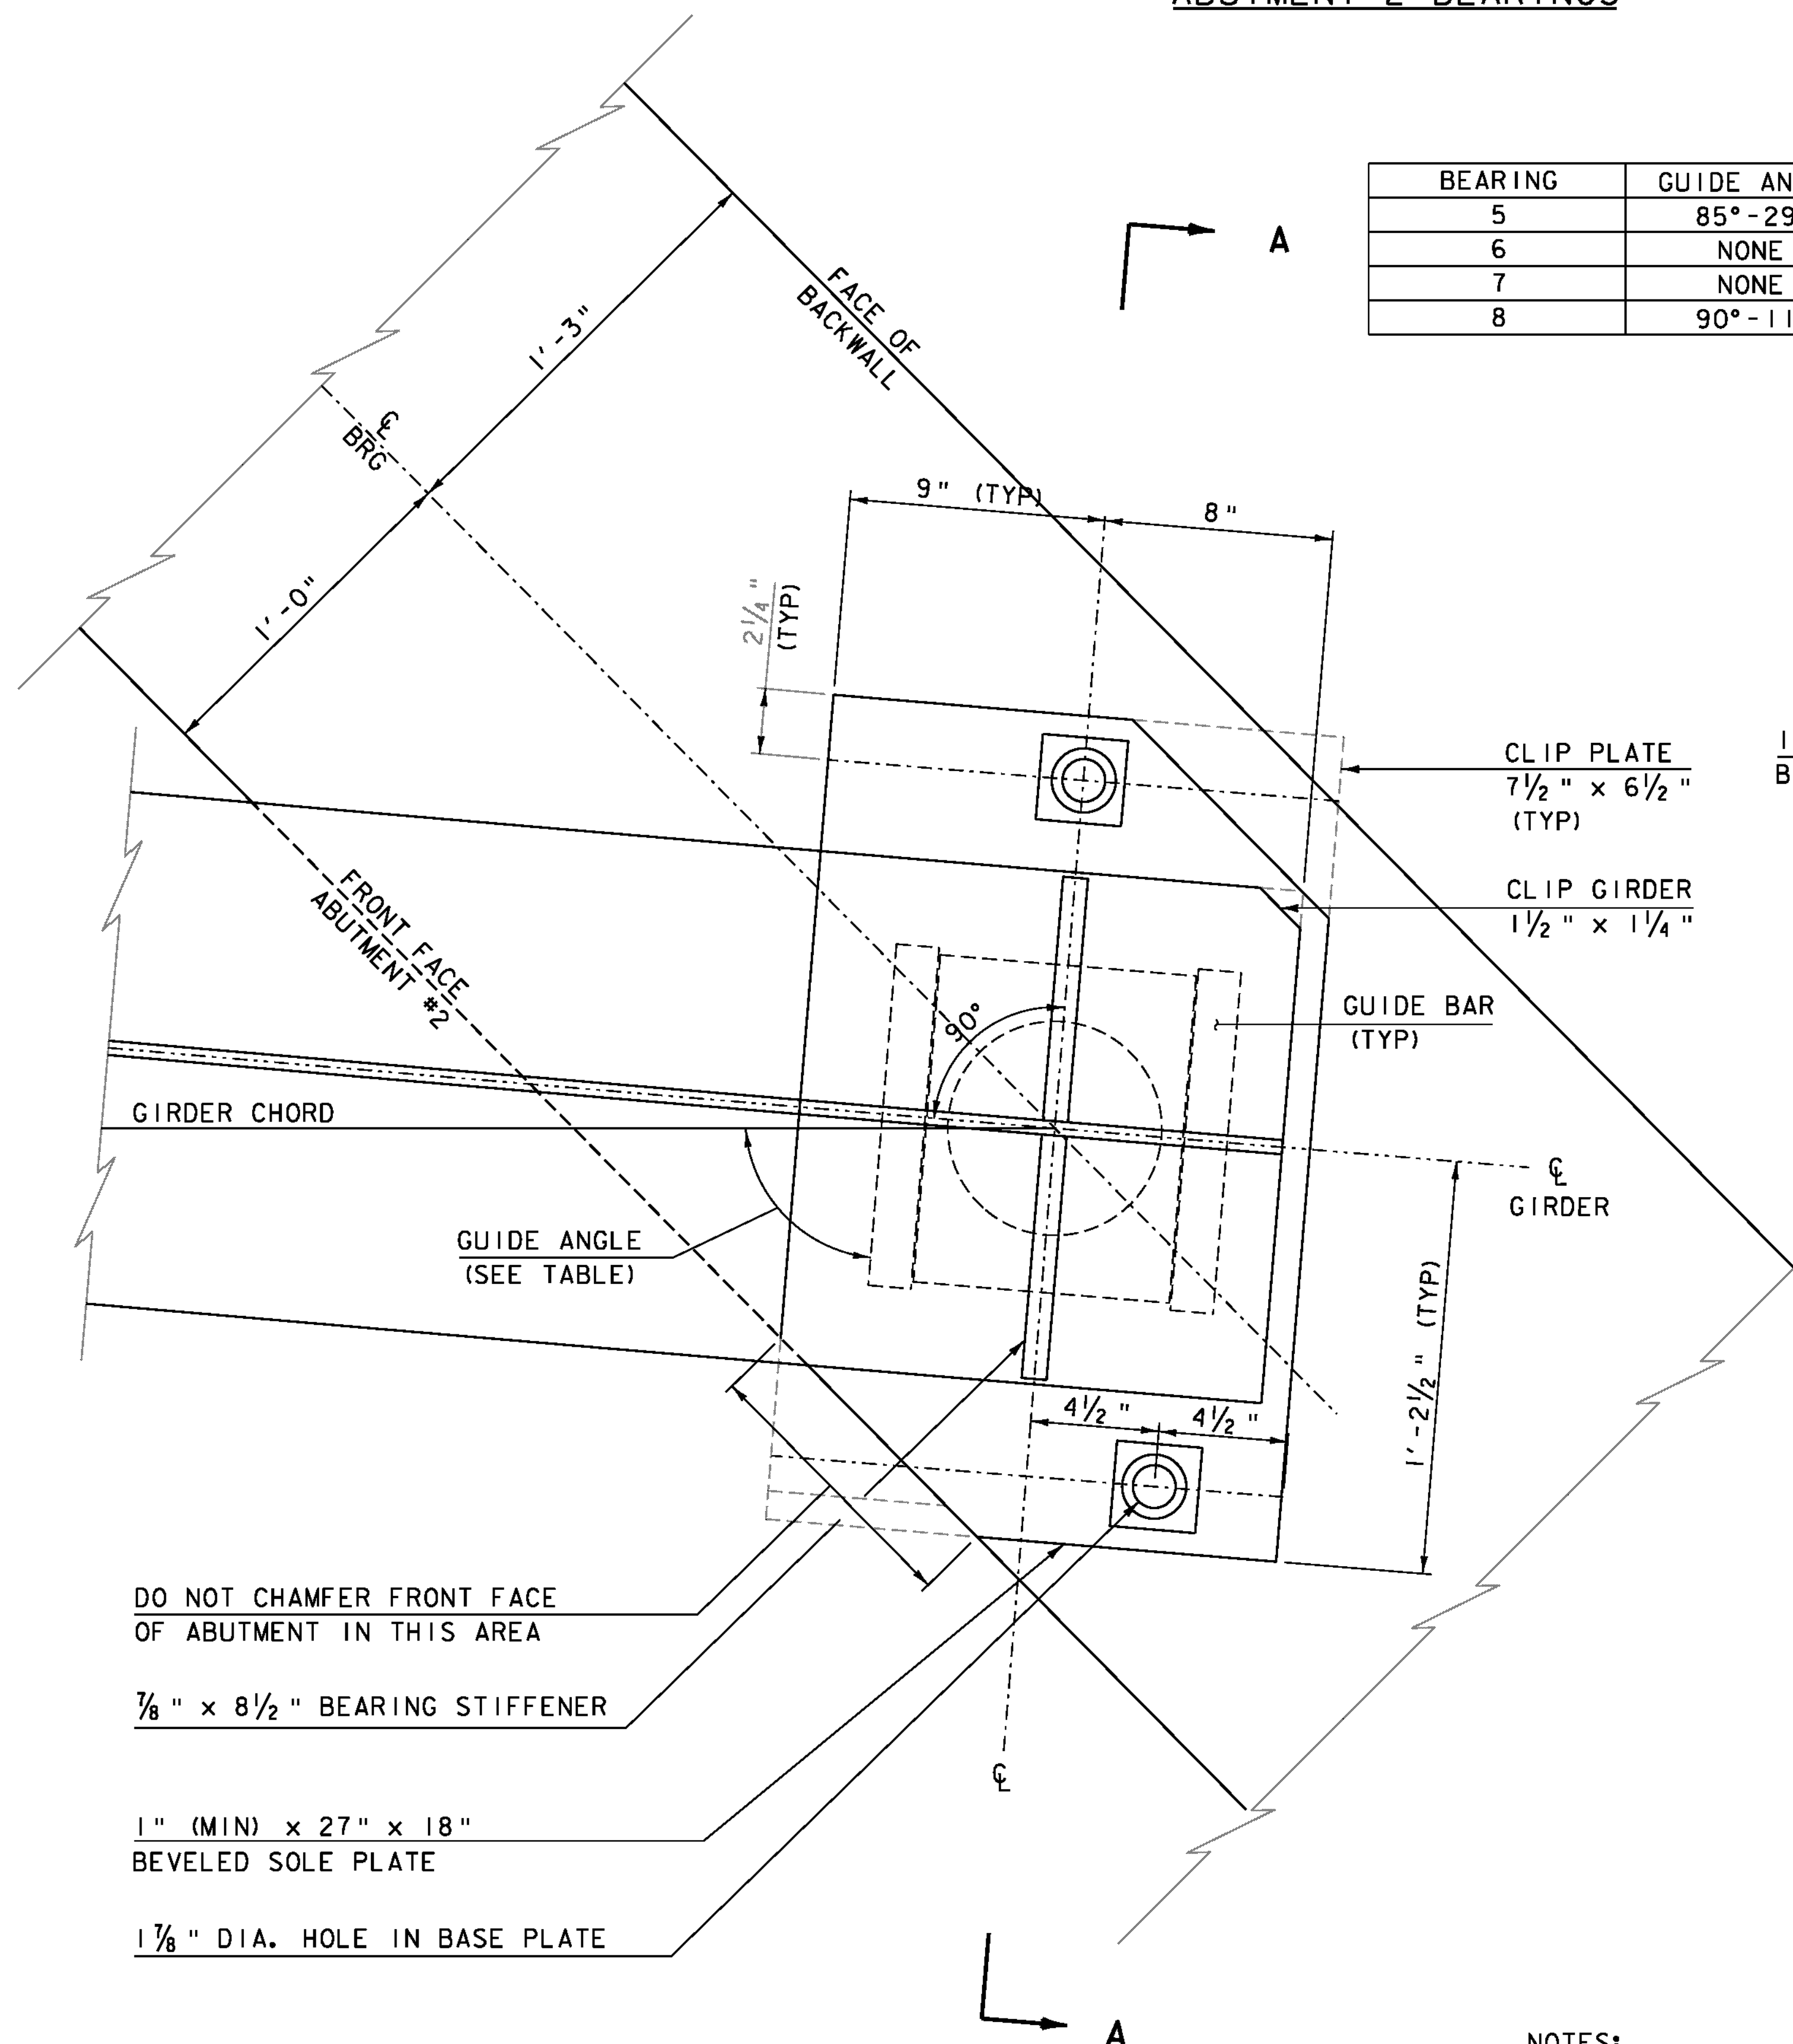 ABUTMENT 2 BEARINGS
BEARING GUIDE AN
5 85°-29
6 NONE
7 NONE
8 90°-11
A
FACE OF
BACKWALL
1'-3"
℄
BRG
1'-0"
9" (TYP)
8"
2¼"
(TYP)
CLIP PLATE
7½" x 6½"
(TYP)
CLIP GIRDER
1½" x 1¼"
FRONT FACE
ABUTMENT #2
GUIDE BAR
(TYP)
90°
GIRDER CHORD
℄
GIRDER
GUIDE ANGLE
(SEE TABLE)
1'-2½" (TYP)
4½"
4½"
DO NOT CHAMFER FRONT FACE
OF ABUTMENT IN THIS AREA
⅞" x 8½" BEARING STIFFENER
℄
1" (MIN) x 27" x 18"
BEVELED SOLE PLATE
1⅞" DIA. HOLE IN BASE PLATE
A
NOTES: